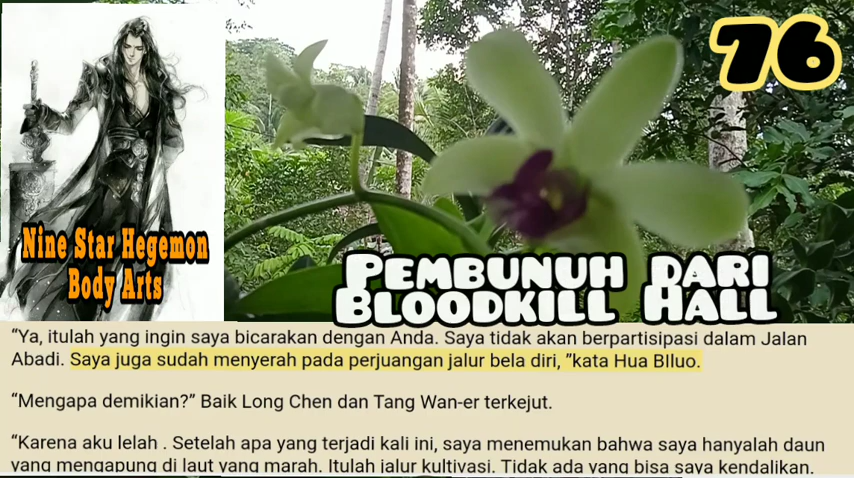 76
Nine Star Hegemon
Body Arts
PEMBUNUH DARI
BLOODKILL HALL
“Ya, itulah yang ingin saya bicarakan dengan Anda. Saya tidak akan berpartisipasi dalam Jalan
Abadi. Saya juga sudah menyerah pada perjuangan jalur bela diri, ”kata Hua BIluo.
“Mengapa demikian?” Baik Long Chen dan Tang Wan-er terkejut.
“Karena aku lelah . Setelah apa yang terjadi kali ini, saya menemukan bahwa saya hanyalah daun
yang mengapung di laut yang marah. Itulah jalur kultivasi. Tidak ada yang bisa saya kendalikan.